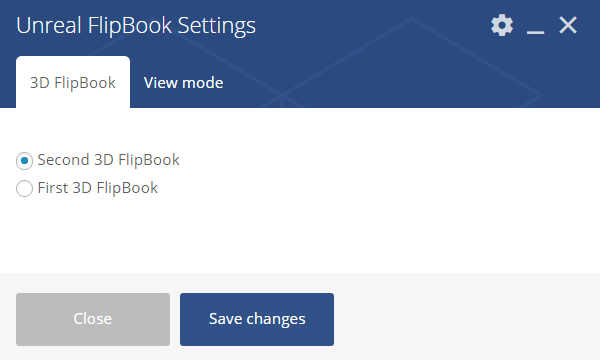 Unreal FlipBook Settings
3D FlipBook View mode
Second 3D FlipBook
First 3D FlipBook
Close Save changes